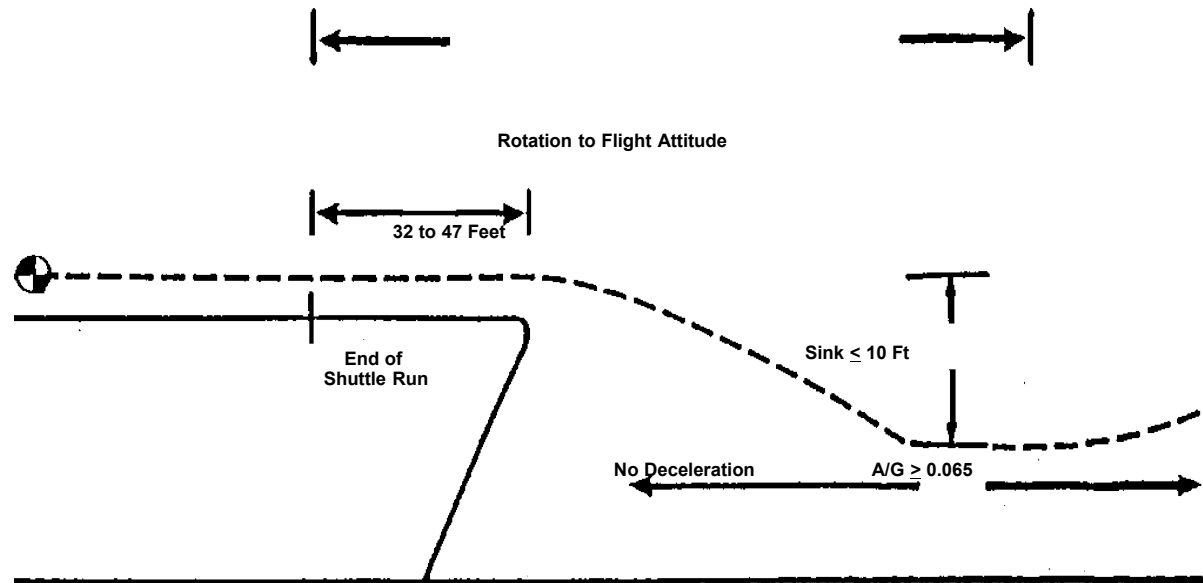 Rotation to Flight Attitude
32 to 47 Feet
End of
Shuttle Run
Sink ≤ 10 Ft
No Deceleration
A/G ≥ 0.065